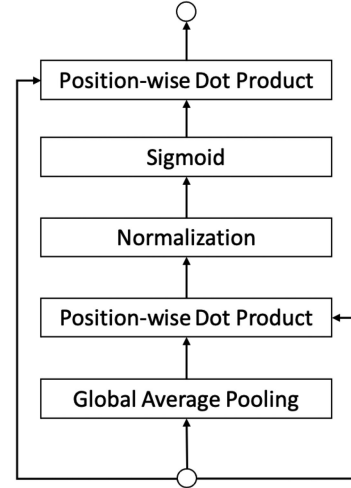 Position-wise Dot Product
Sigmoid
Normalization
Position-wise Dot Product
Global Average Pooling